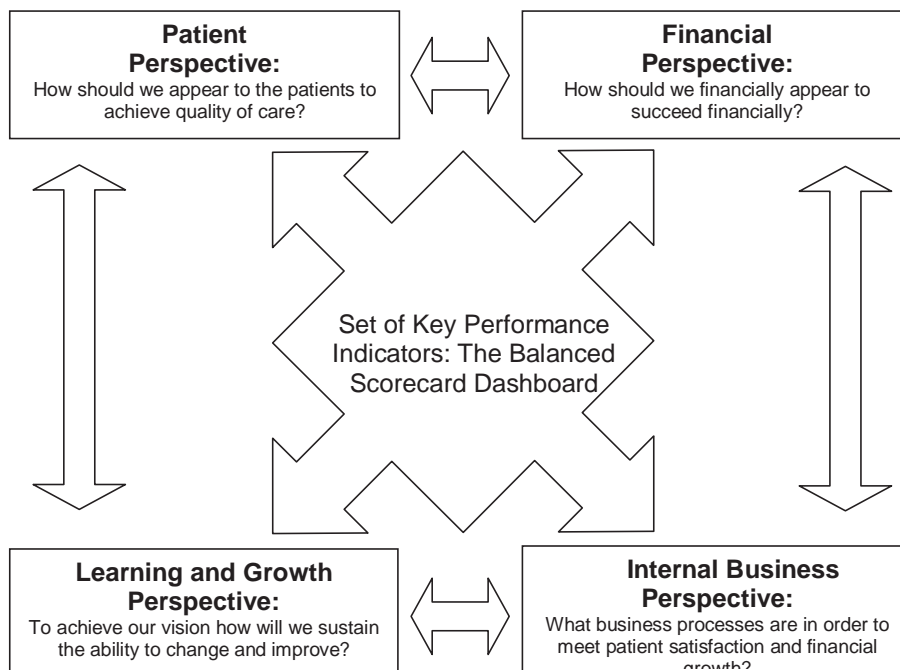 Patient
Perspective:
How should we appear to the patients to
achieve quality of care?
Financial
Perspective:
How should we financially appear to
succeed financially?
Set of Key Performance
Indicators: The Balanced
Scorecard Dashboard
Learning and Growth
Perspective:
To achieve our vision how will we sustain
the ability to change and improve?
Internal Business
Perspective:
What business processes are in order to
meet patient satisfaction and financial
growth?